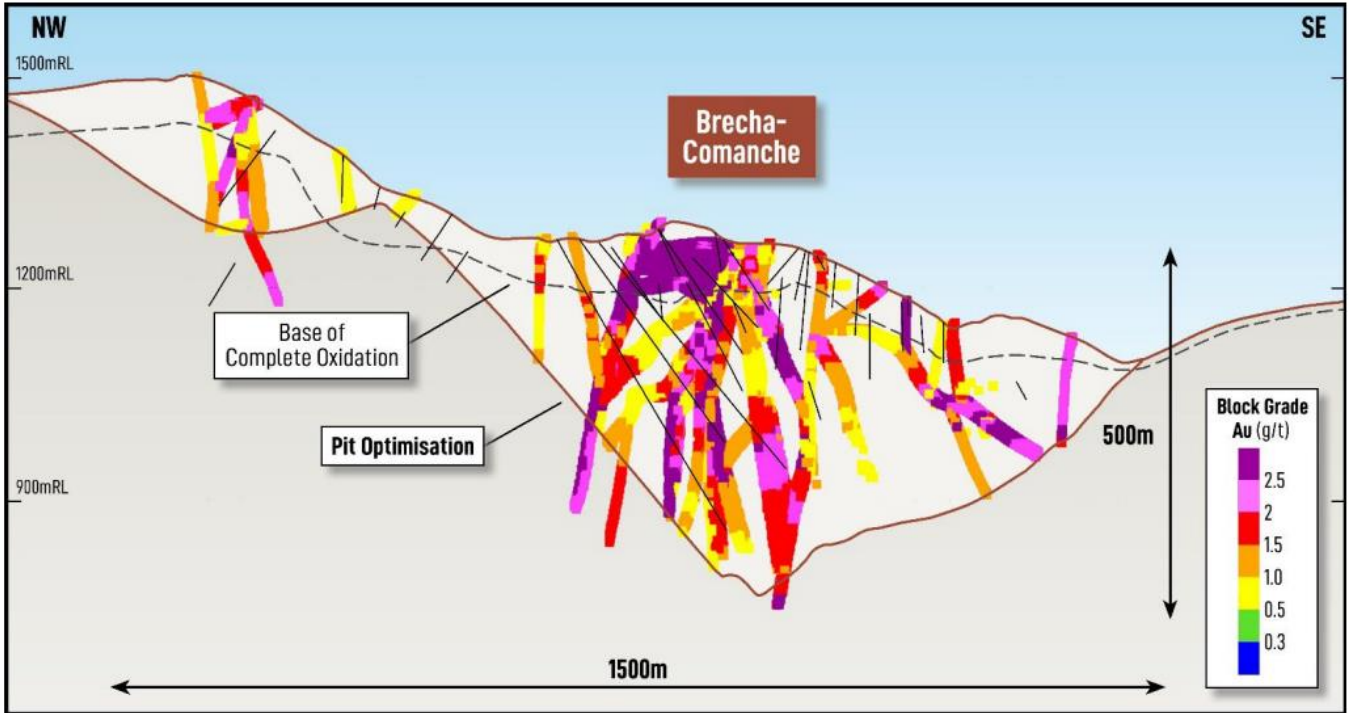 NW
SE
1500mRL
Brecha-
Comanche
1200mRL
Base of
Complete Oxidation
Pit Optimisation
900mRL
500m
Block Grade
Au (g/t)
2.5
2
1.5
1.0
0.5
0.3
1500m